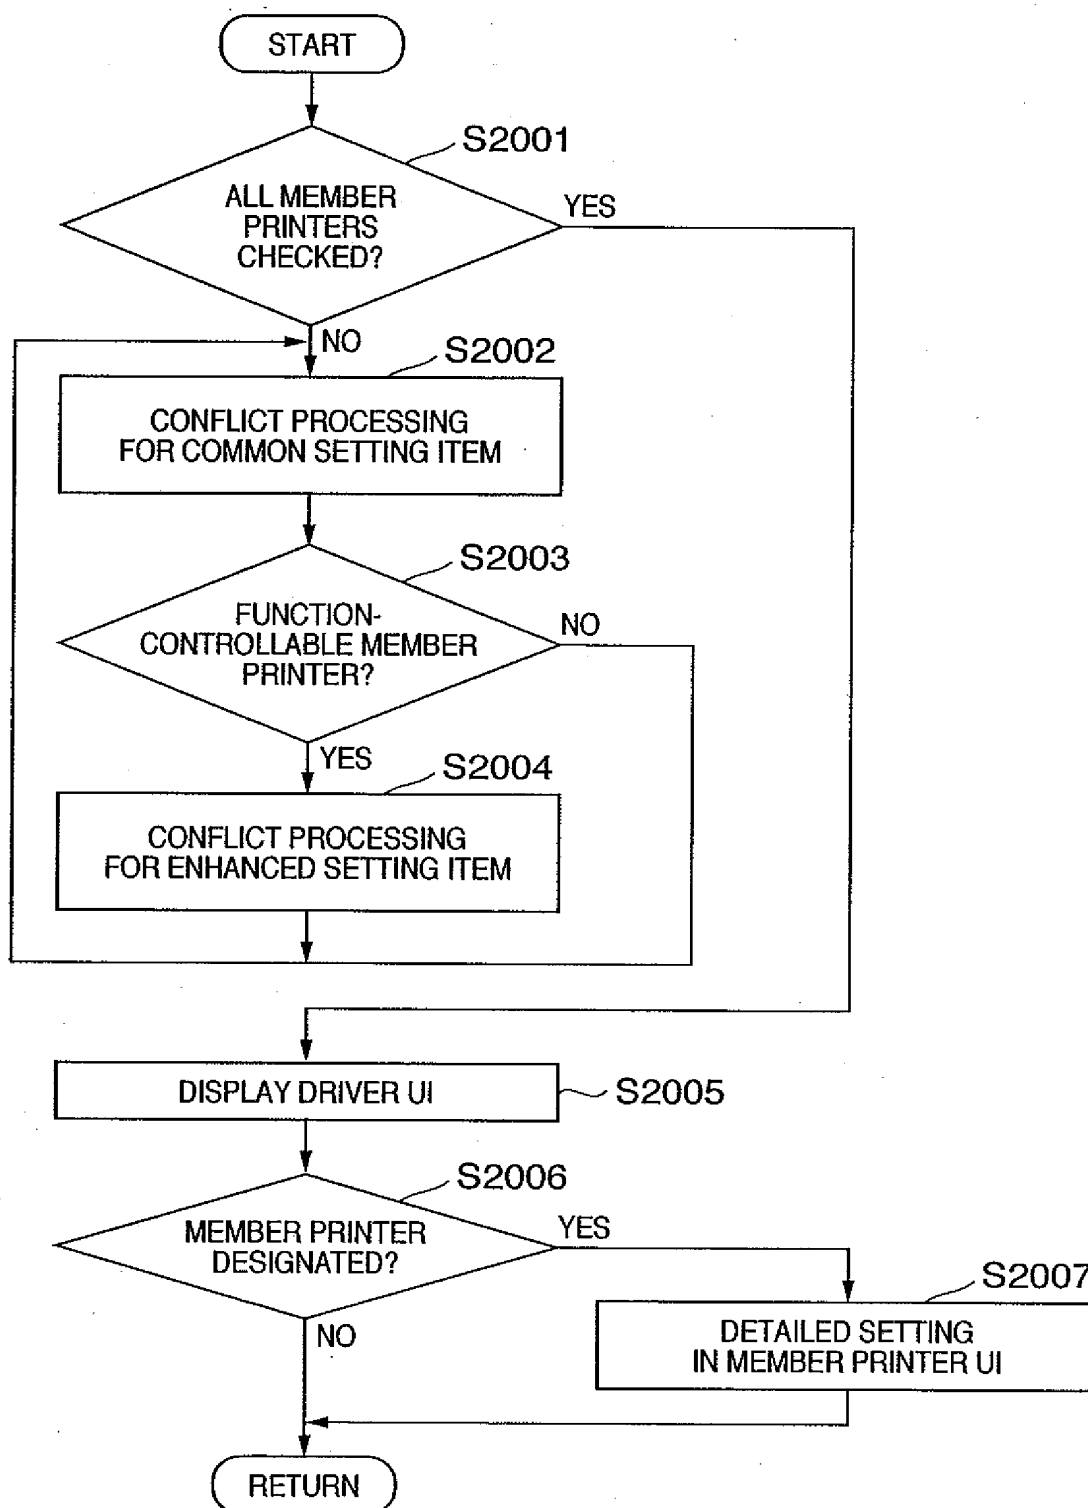 START
S2001
ALL MEMBER
PRINTERS
CHECKED?
YES
NO
S2002
CONFLICT PROCESSING
FOR COMMON SETTING ITEM
S2003
FUNCTION-
CONTROLLABLE MEMBER
PRINTER?
NO
YES
S2004
CONFLICT PROCESSING
FOR ENHANCED SETTING ITEM
DISPLAY DRIVER UI
S2005
S2006
MEMBER PRINTER
DESIGNATED?
YES
S2007
NO
DETAILED SETTING
IN MEMBER PRINTER UI
RETURN